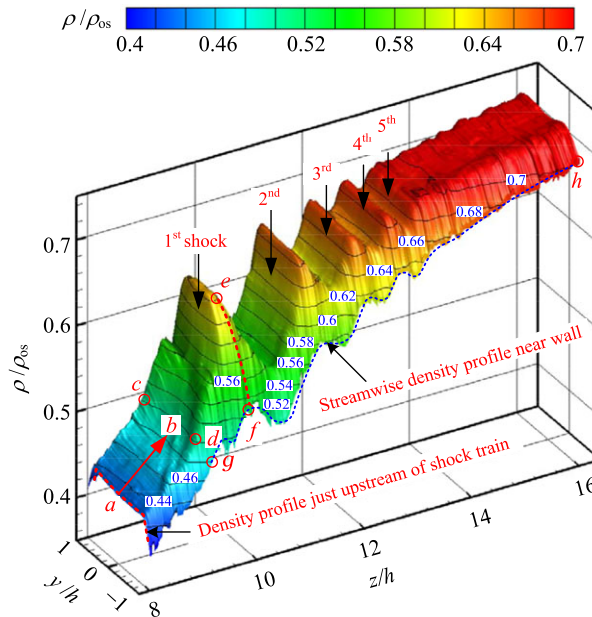 ρ/ρos
0.4 0.46 0.52 0.58 0.64 0.7
5th
4th
3rd
2nd
1st shock
h
0.7
0.68
0.66
0.64
0.62
0.6
0.58
0.56
0.54
0.52
0.56
e
c
b
d
f
g
a
0.46
0.44
Streamwise density profile near wall
Density profile just upstream of shock train
ρ/ρos
0.7
0.6
0.5
0.4
y/h
1 0 -1
z/h
8 10 12 14 16